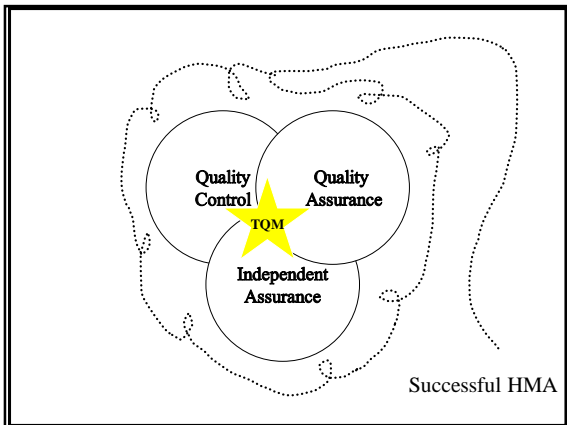 Quality
Control
Quality
Assurance
TQM
Independent
Assurance
Successful HMA